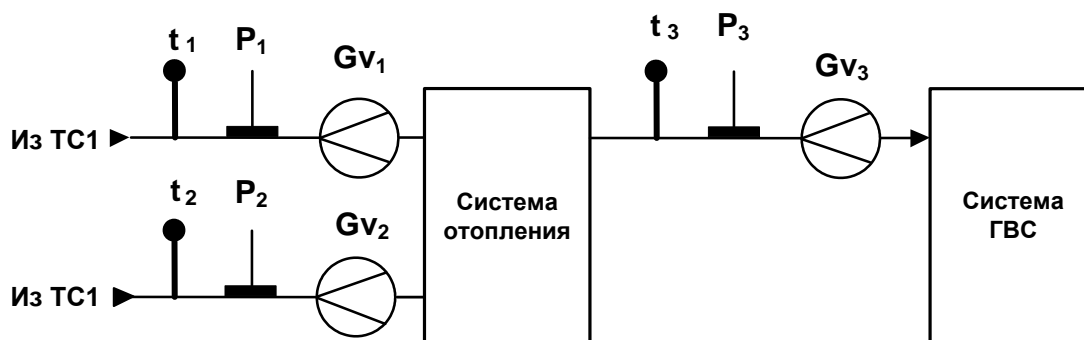 t 1 P1 Gv1
t 3 P3 Gv3
Из ТС1
t 2 P2 Gv2
Система
отопления
Система
ГВС
Из ТС1